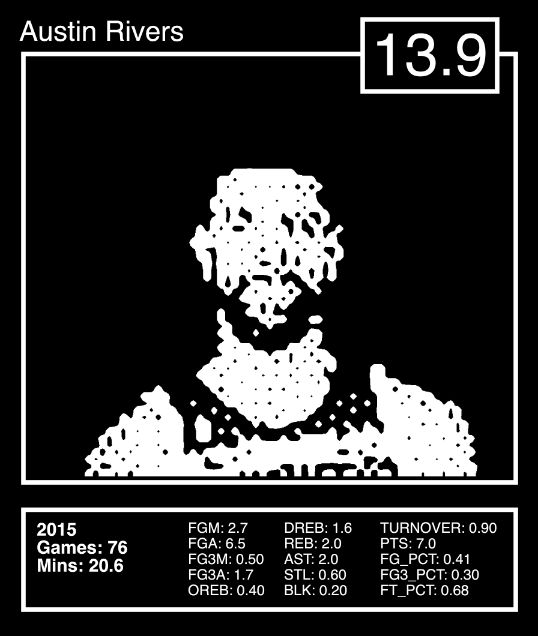 Austin Rivers
13.9
2015
Games: 76
Mins: 20.6
FGM: 2.7
FGA: 6.5
FG3M: 0.50
FG3A: 1.7
OREB: 0.40
DREB: 1.6
REB: 2.0
AST: 2.0
STL: 0.60
BLK: 0.20
TURNOVER: 0.90
PTS: 7.0
FG_PCT: 0.41
FG3_PCT: 0.30
FT_PCT: 0.68